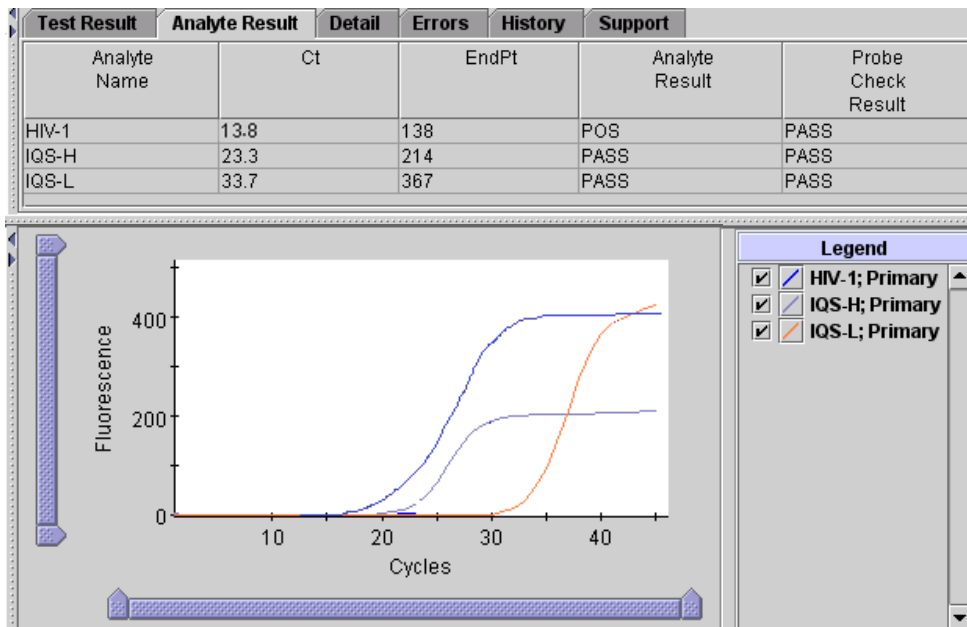 Test Result Analyte Result Detail Errors History Support
Analyte Name Ct EndPt Analyte Result Probe Check Result
HIV-1 13.8 138 POS PASS
IQS-H 23.3 214 PASS PASS
IQS-L 33.7 367 PASS PASS
Legend
HIV-1; Primary
IQS-H; Primary
IQS-L; Primary
Fluorescence
400
200
0
10 20 30 40
Cycles